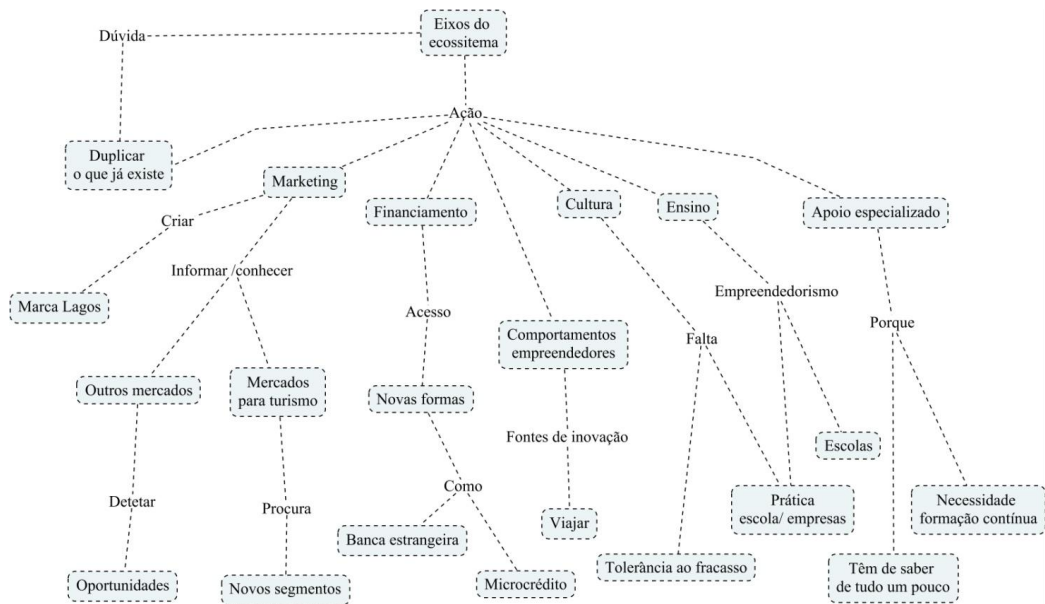 Eixos do
ecossitema
Dúvida
Ação
Duplicar
o que já existe
Marketing
Financiamento
Cultura
Ensino
Apoio especializado
Criar
Informar /conhecer
Marca Lagos
Acesso
Comportamentos
empreendedores
Falta
Empreendedorismo
Porque
Outros mercados
Mercados
para turismo
Novas formas
Fontes de inovação
Escolas
Detetar
Procura
Como
Banca estrangeira
Viajar
Prática
escola/ empresas
Necessidade
formação contínua
Oportunidades
Novos segmentos
Microcrédito
Tolerância ao fracasso
Têm de saber
de tudo um pouco